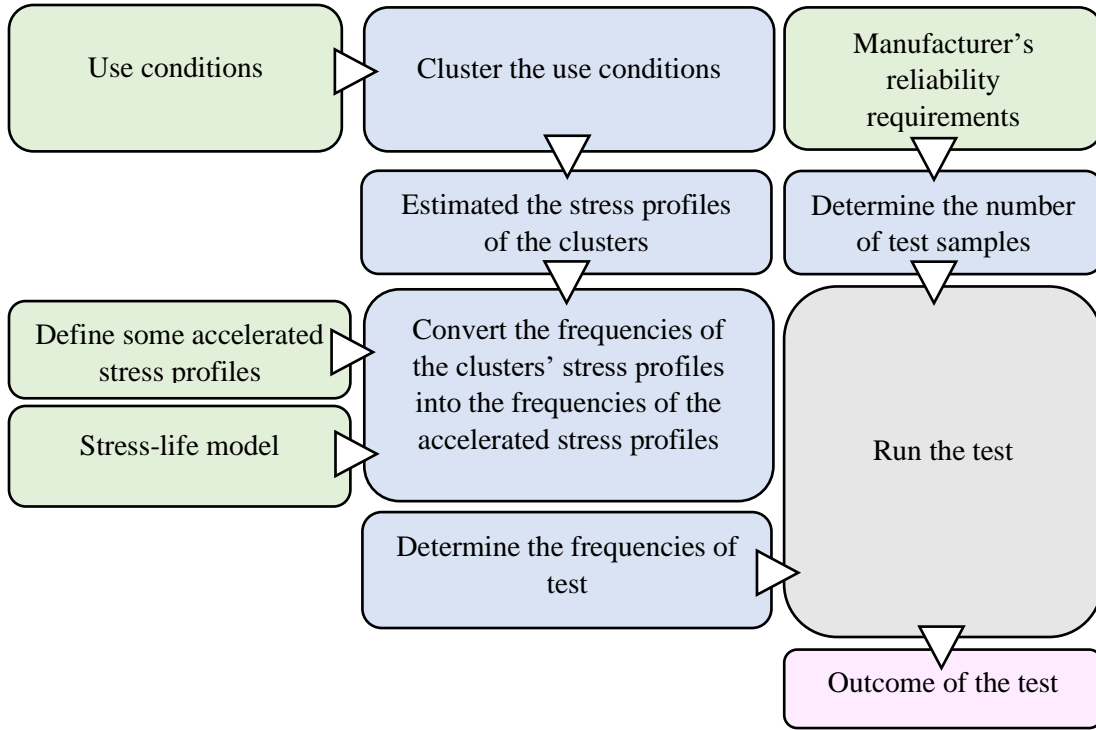 Use conditions
Cluster the use conditions
Manufacturer’s
reliability
requirements
Estimated the stress profiles
of the clusters
Determine the number
of test samples
Define some accelerated
stress profiles
Stress-life model
Convert the frequencies of
the clusters’ stress profiles
into the frequencies of the
accelerated stress profiles
Run the test
Determine the frequencies of
test
Outcome of the test